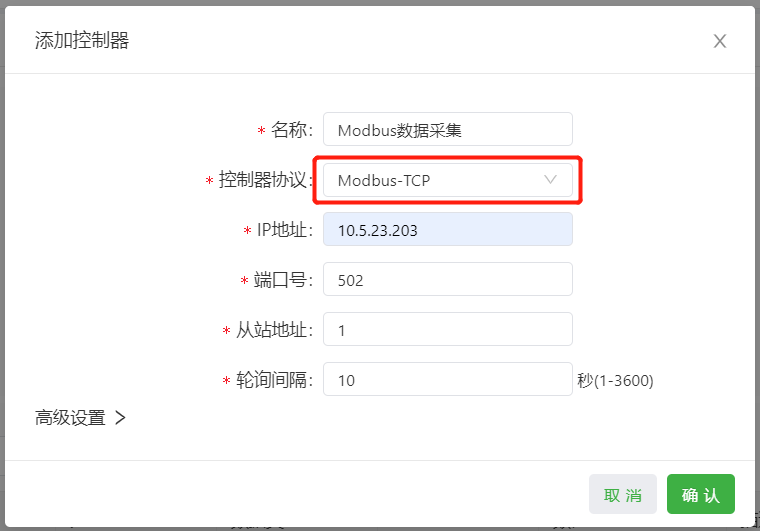 添加控制器
* 名称: Modbus数据采集
* 控制器协议: Modbus-TCP
* IP地址: 10.5.23.203
* 端口号: 502
* 从站地址: 1
* 轮询间隔: 10 秒(1-3600)
高级设置
取 消 确 认